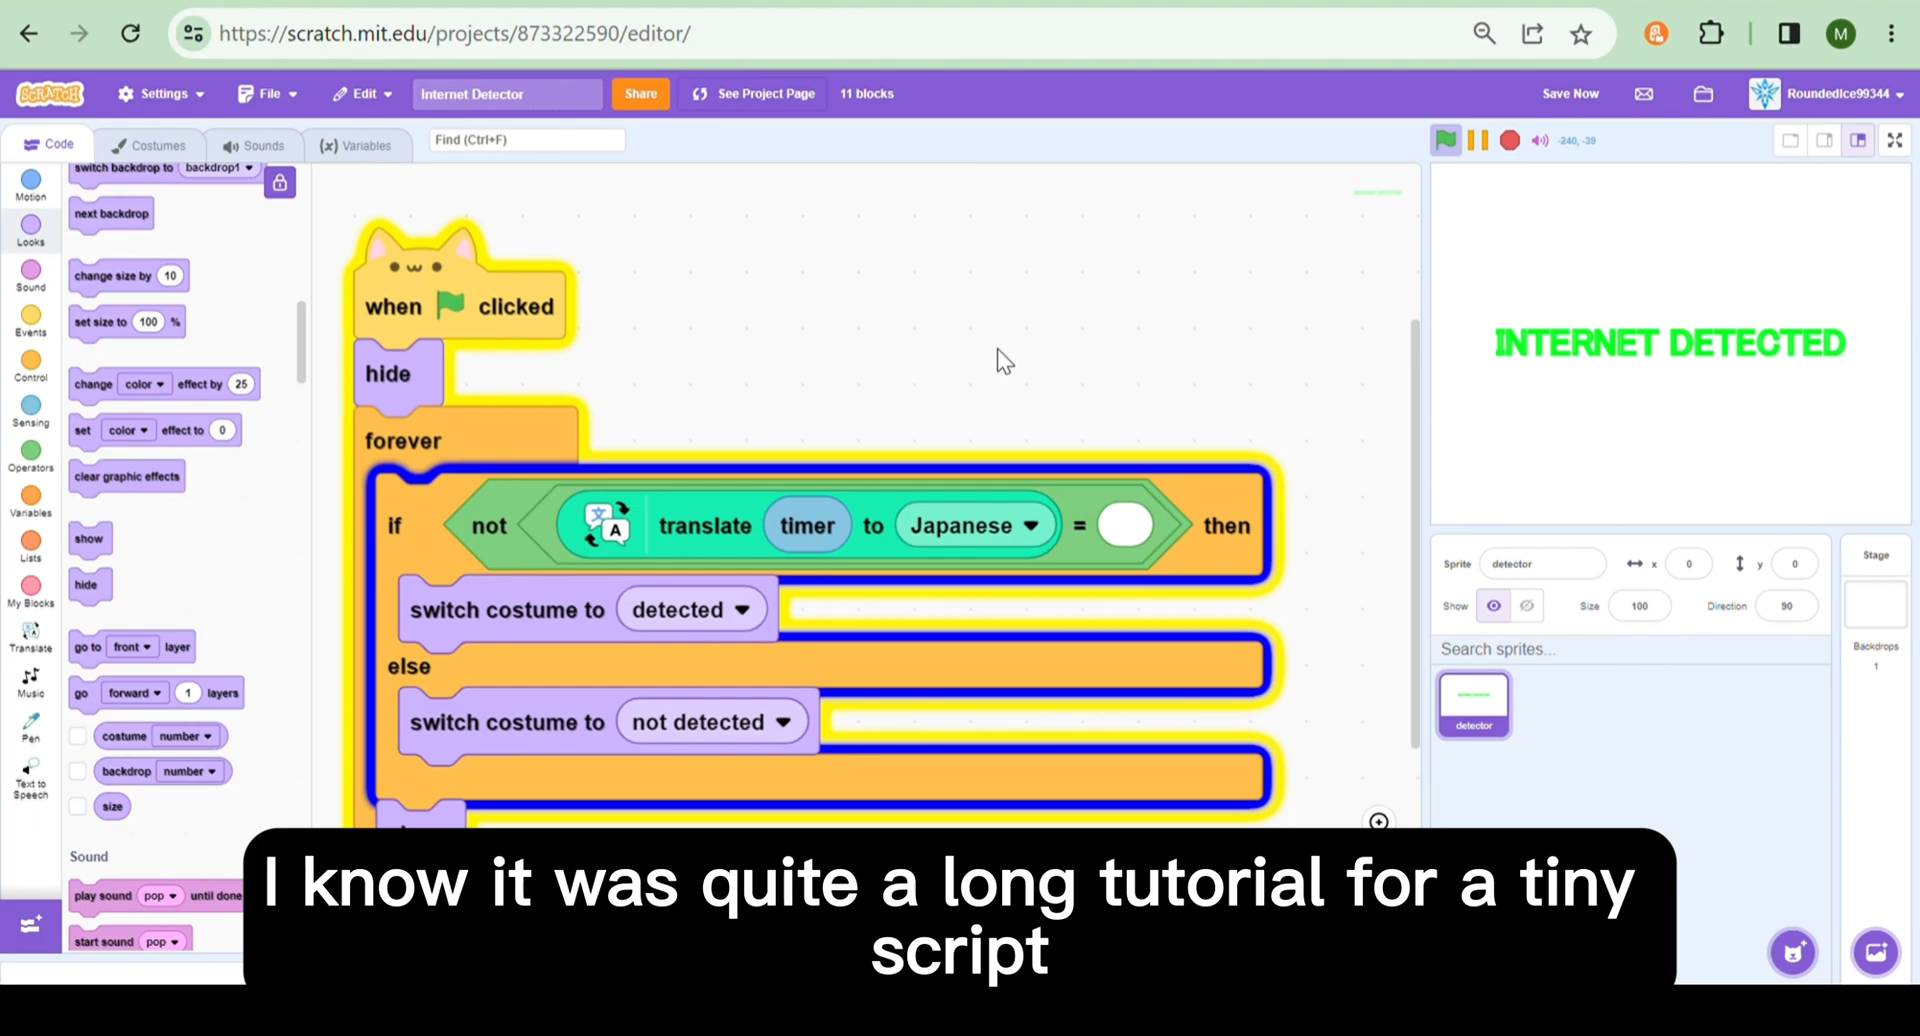 https://scratch.mit.edu/projects/873322590/editor/
M
SCRATCH
Settings
File
Edit
Internet Detector
Share
See Project Page
11 blocks
Save Now
RoundedIce99344
Code
Costumes
Sounds
(x) Variables
Find (Ctrl+F)
-240, -39
Motion
Looks
Sound
Events
Control
Sensing
Operators
Variables
Lists
My Blocks
Translate
Music
Pen
Text to
Speech
switch backdrop to backdrop1
next backdrop
change size by 10
set size to 100 %
change color effect by 25
set color effect to 0
clear graphic effects
show
hide
go to front layer
go forward 1 layers
costume number
backdrop number
size
Sound
play sound pop until done
start sound pop
when clicked
hide
forever
if not 文 A translate timer to Japanese = then
switch costume to detected
else
switch costume to not detected
INTERNET DETECTED
Sprite detector x 0 y 0
Show Size 100 Direction 90
Search sprites...
detector
Stage
Backdrops
1
I know it was quite a long tutorial for a tiny
script